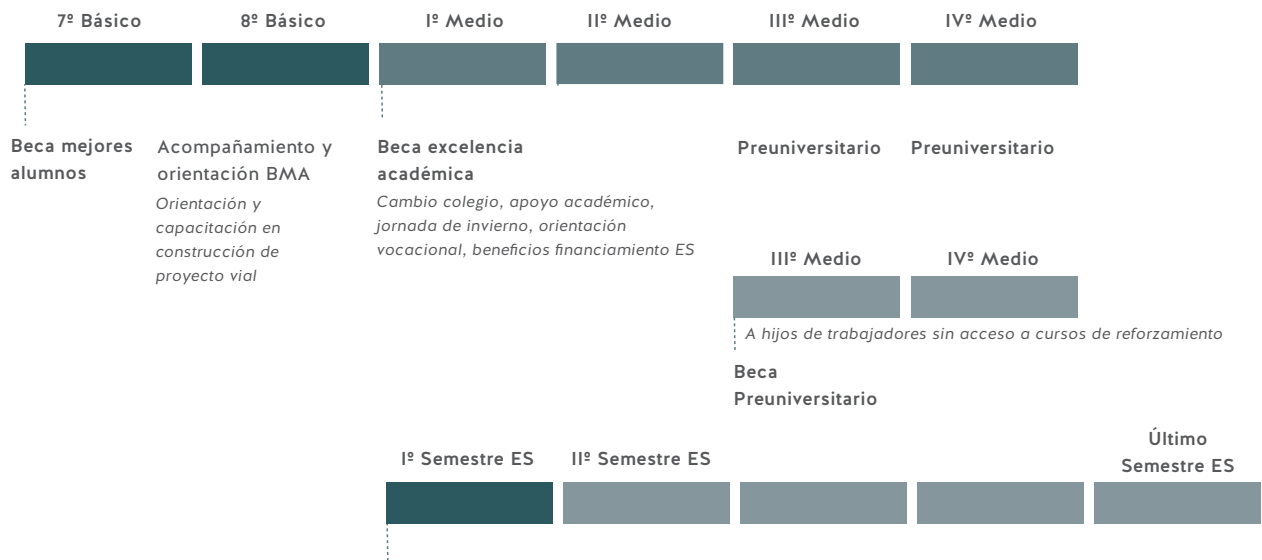 7º Básico
8º Básico
Iº Medio
IIº Medio
IIIº Medio
IVº Medio
Beca mejores
alumnos
Acompañamiento y
orientación BMA
Orientación y
capacitación en
construcción de
proyecto vial
Beca excelencia
académica
Cambio colegio, apoyo académico,
jornada de invierno, orientación
vocacional, beneficios financiamiento ES
Preuniversitario
Preuniversitario
IIIº Medio
IVº Medio
A hijos de trabajadores sin acceso a cursos de reforzamiento
Beca
Preuniversitario
Iº Semestre ES
IIº Semestre ES
Último
Semestre ES